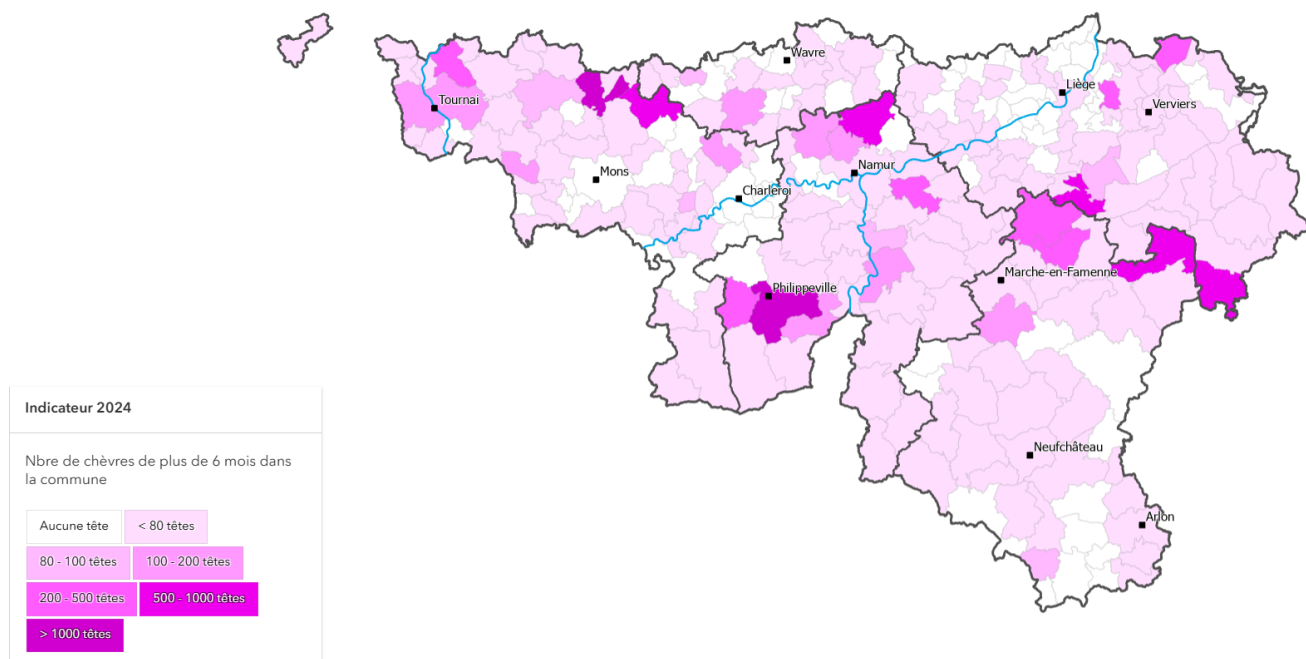 Wavre
Tournai
Liège
Verviers
Mons
Namur
Charleroi
Marche-en-Famenne
Philippeville
Neufchâteau
Arlon
Indicateur 2024
Nbre de chèvres de plus de 6 mois dans
la commune
Aucune tête
< 80 têtes
80 - 100 têtes
100 - 200 têtes
200 - 500 têtes
500 - 1000 têtes
> 1000 têtes